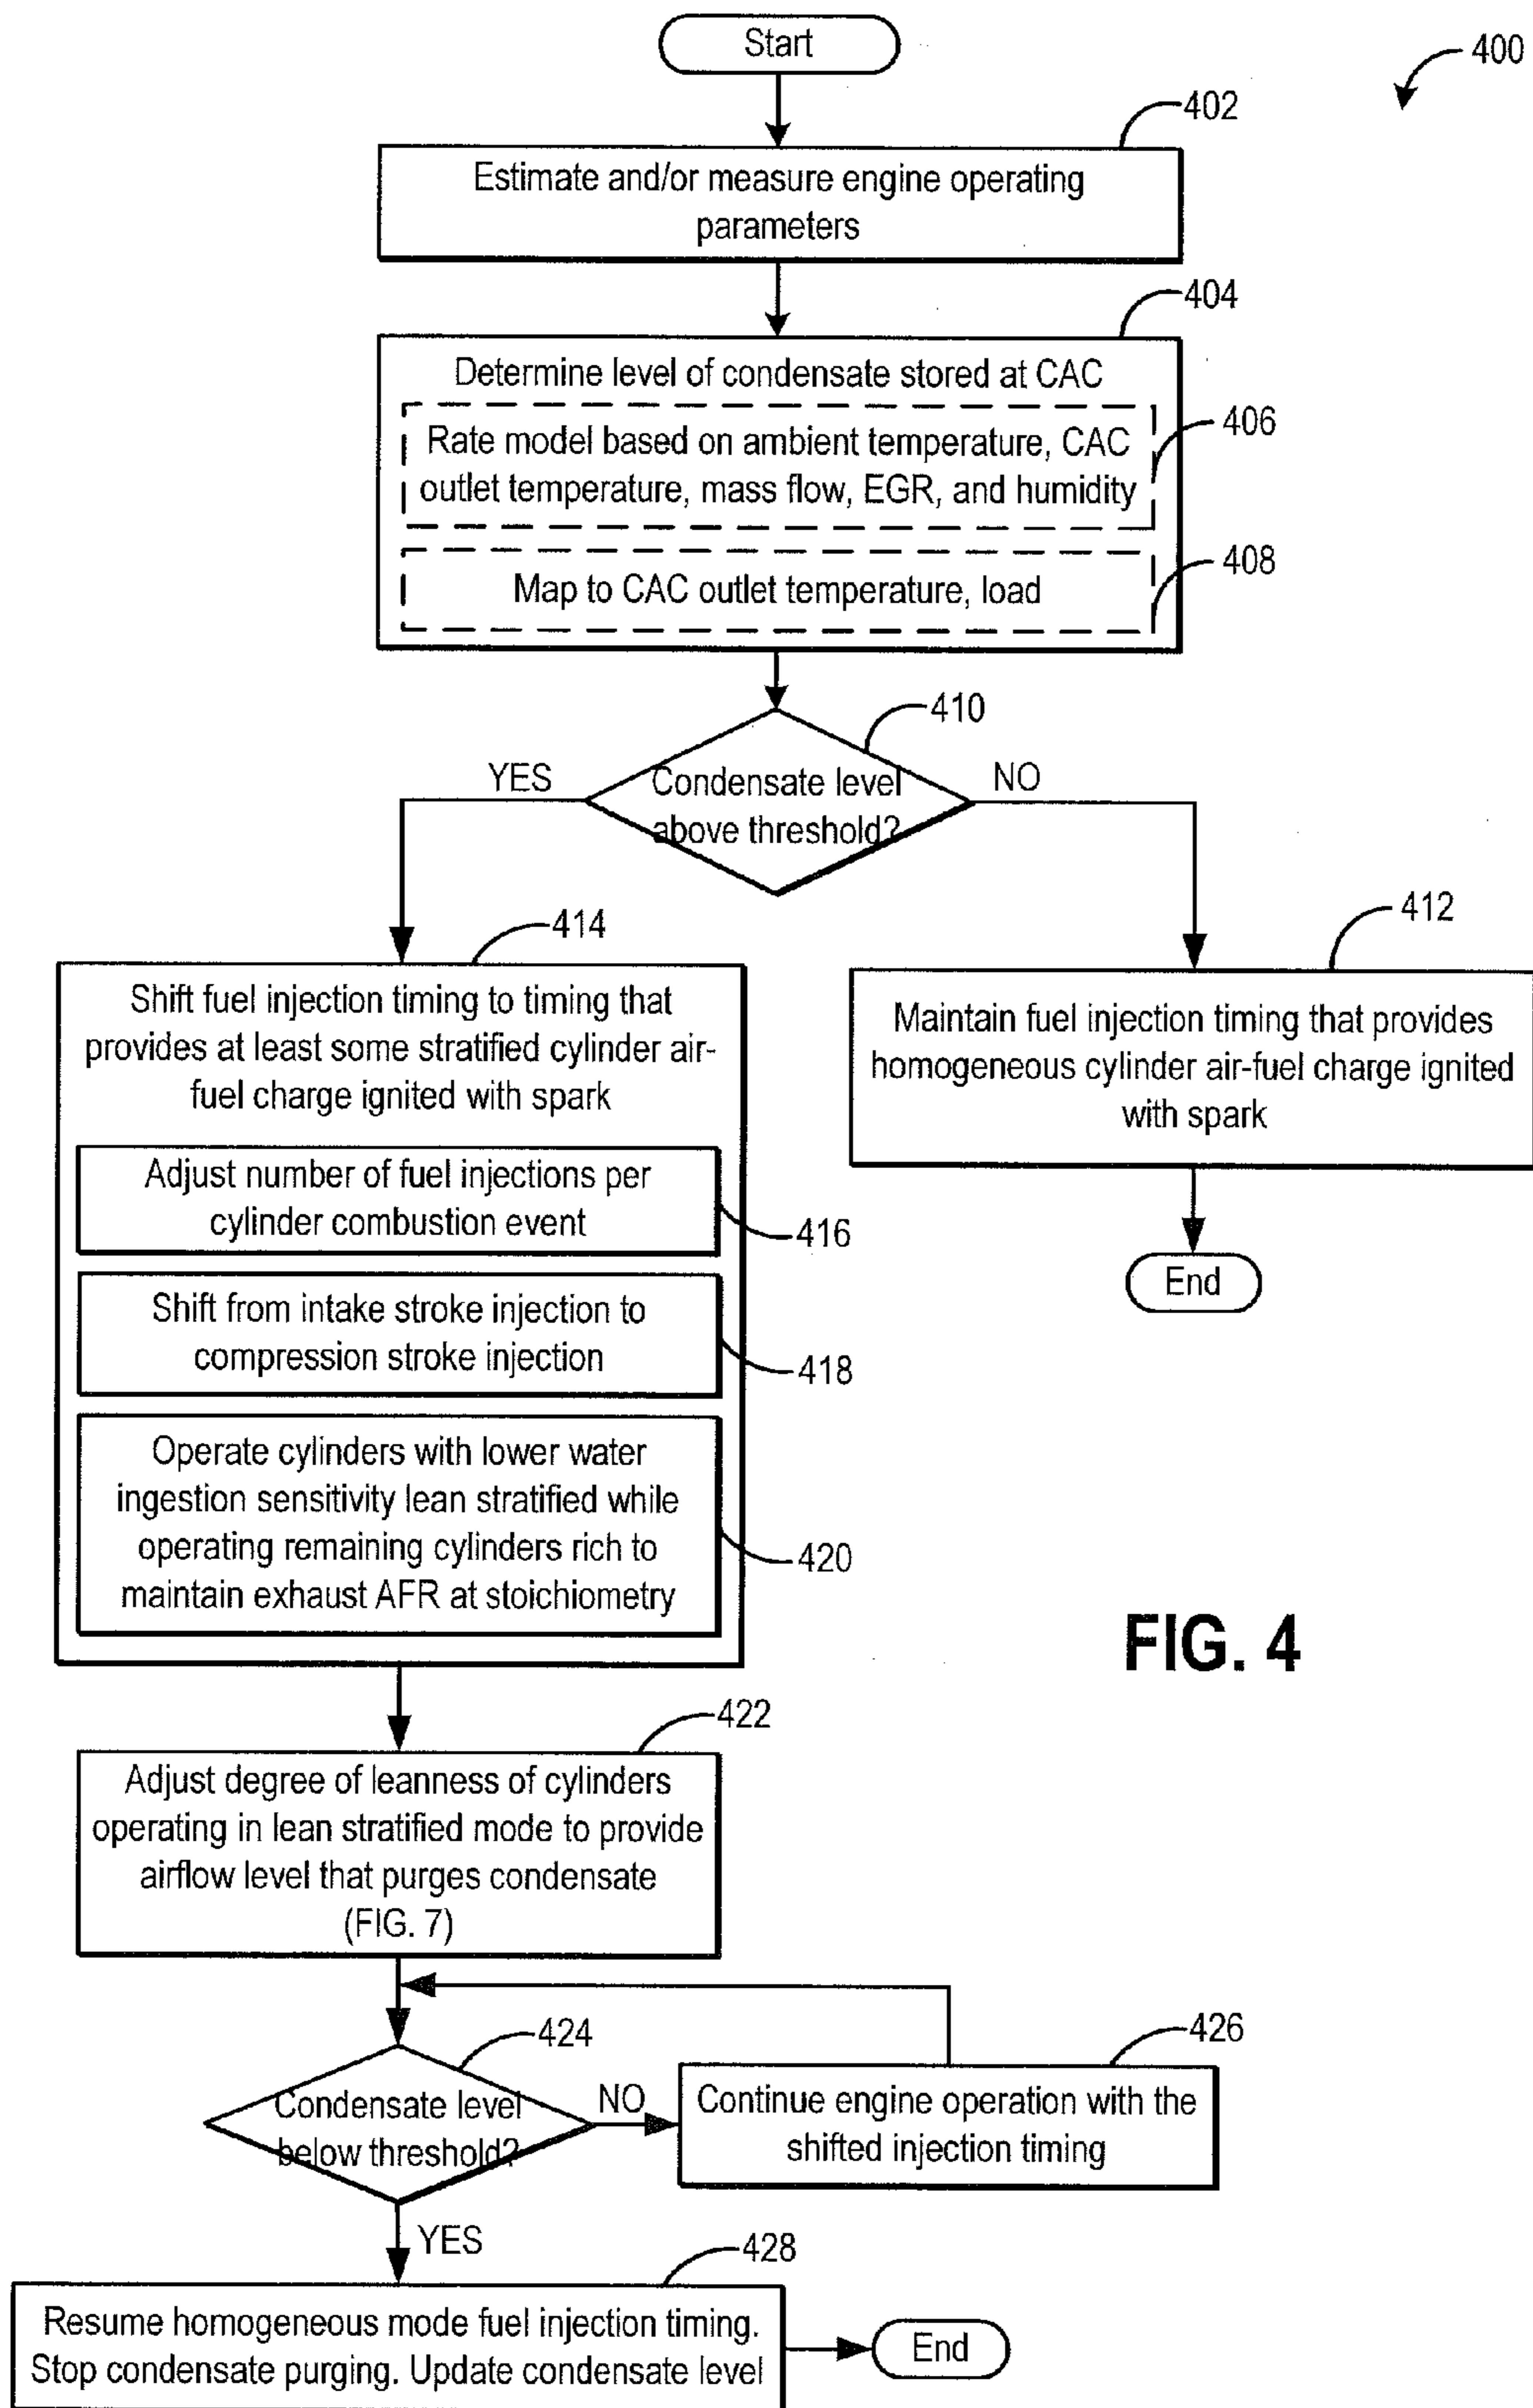 Start
400
402
Estimate and/or measure engine operating
parameters
404
Determine level of condensate stored at CAC
Rate model based on ambient temperature, CAC
outlet temperature, mass flow, EGR, and humidity
406
Map to CAC outlet temperature, load
408
410
Condensate level
above threshold?
YES
NO
414
Shift fuel injection timing to timing that
provides at least some stratified cylinder air-
fuel charge ignited with spark
412
Maintain fuel injection timing that provides
homogeneous cylinder air-fuel charge ignited
with spark
End
Adjust number of fuel injections per
cylinder combustion event
416
Shift from intake stroke injection to
compression stroke injection
418
Operate cylinders with lower water
ingestion sensitivity lean stratified while
operating remaining cylinders rich to
maintain exhaust AFR at stoichiometry
420
FIG. 4
422
Adjust degree of leanness of cylinders
operating in lean stratified mode to provide
airflow level that purges condensate
(FIG. 7)
424
Condensate level
below threshold?
NO
426
Continue engine operation with the
shifted injection timing
YES
428
Resume homogeneous mode fuel injection timing.
Stop condensate purging. Update condensate level
End